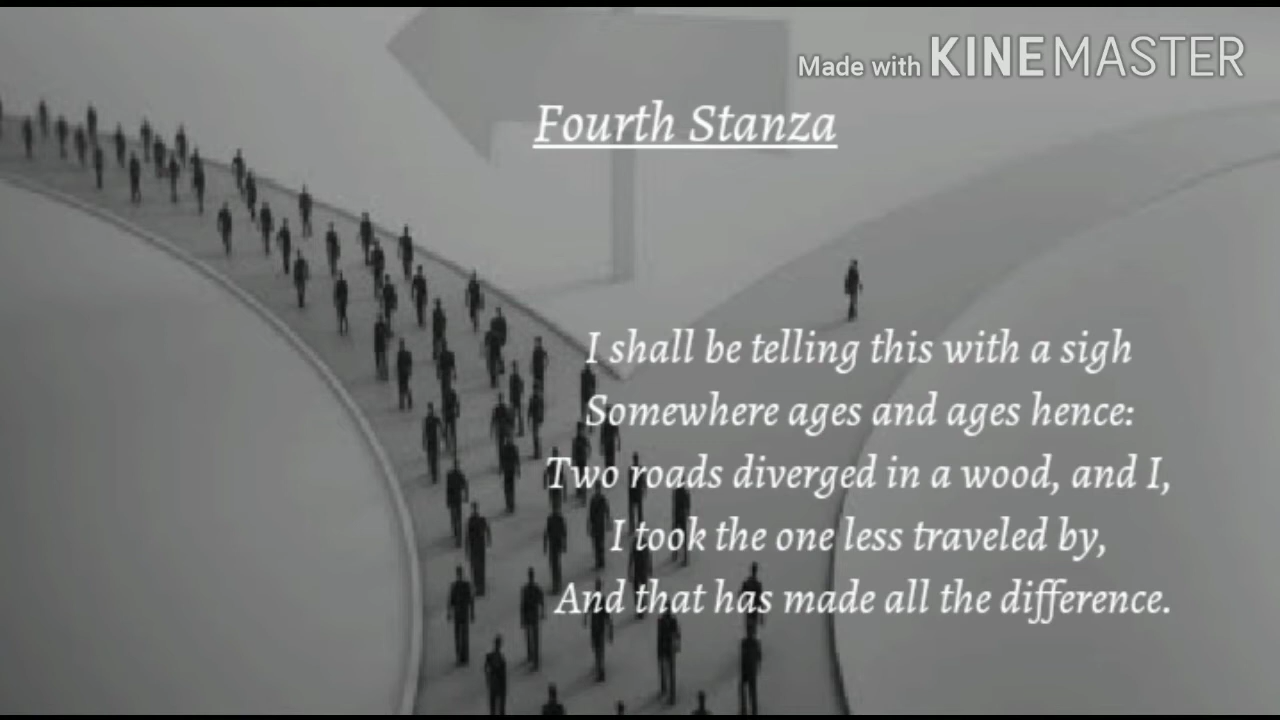 Made with KINEMASTER
Fourth Stanza
I shall be telling this with a sigh
Somewhere ages and ages hence:
Two roads diverged in a wood, and I,
I took the one less traveled by,
And that has made all the difference.